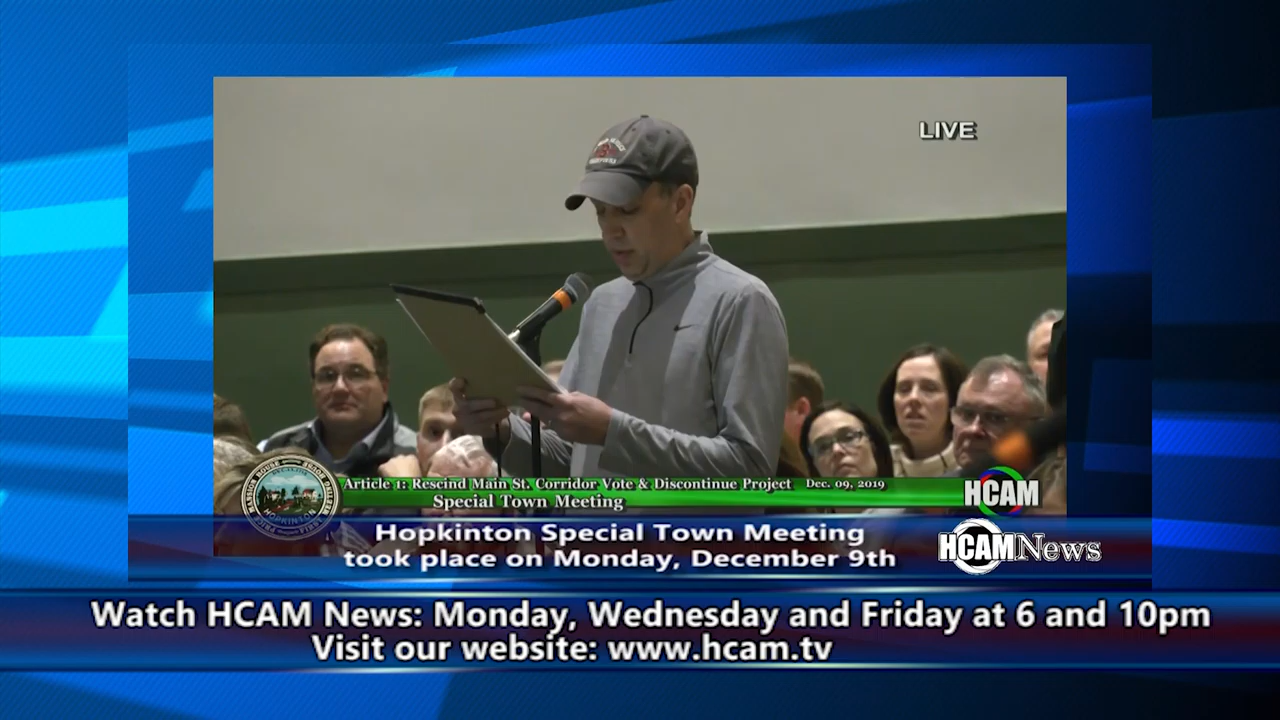 LIVE
Article 1: Rescind Main St. Corridor Vote & Discontinue Project Dec. 09, 2019
Special Town Meeting
HCAM
HOPKINTON
Hopkinton Special Town Meeting
took place on Monday, December 9th
HCAMNews
Watch HCAM News: Monday, Wednesday and Friday at 6 and 10pm
Visit our website: www.hcam.tv